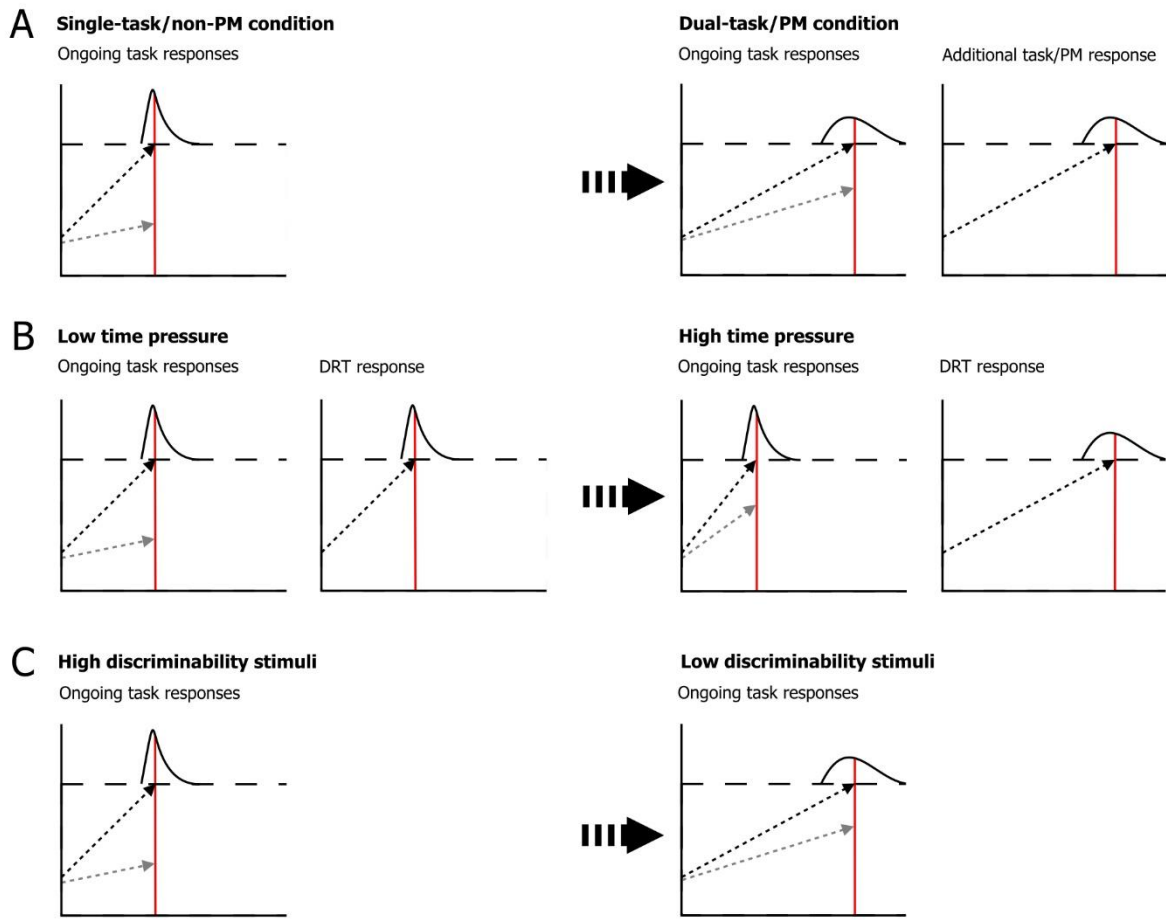 A
Single-task/non-PM condition
Ongoing task responses
Dual-task/PM condition
Ongoing task responses
Additional task/PM response
B
Low time pressure
Ongoing task responses
DRT response
High time pressure
Ongoing task responses
DRT response
C
High discriminability stimuli
Ongoing task responses
Low discriminability stimuli
Ongoing task responses